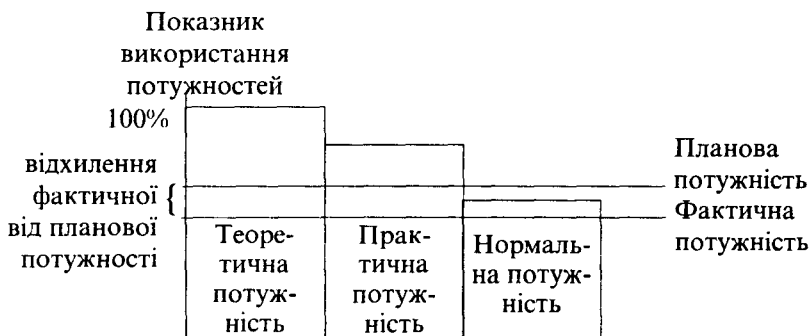 Показник
використання
потужностей
100%
відхилення
фактичної
від планової
потужності
Теоре-
тична
потуж-
ність
Прак-
тична
потуж-
ність
Нормаль-
на потуж-
ність
Планова
потужність
Фактична
потужність